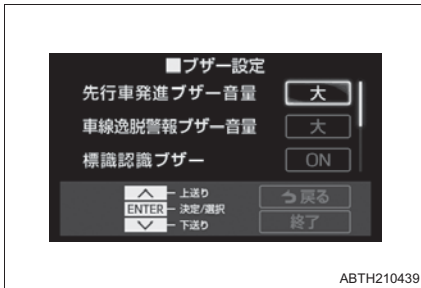 ■ブザー設定
先行車発進ブザー音量 大
車線逸脱警報ブザー音量 大
標識認識ブザー ON
上送り 戻る
ENTER 決定/選択
下送り 終了
ABTH210439